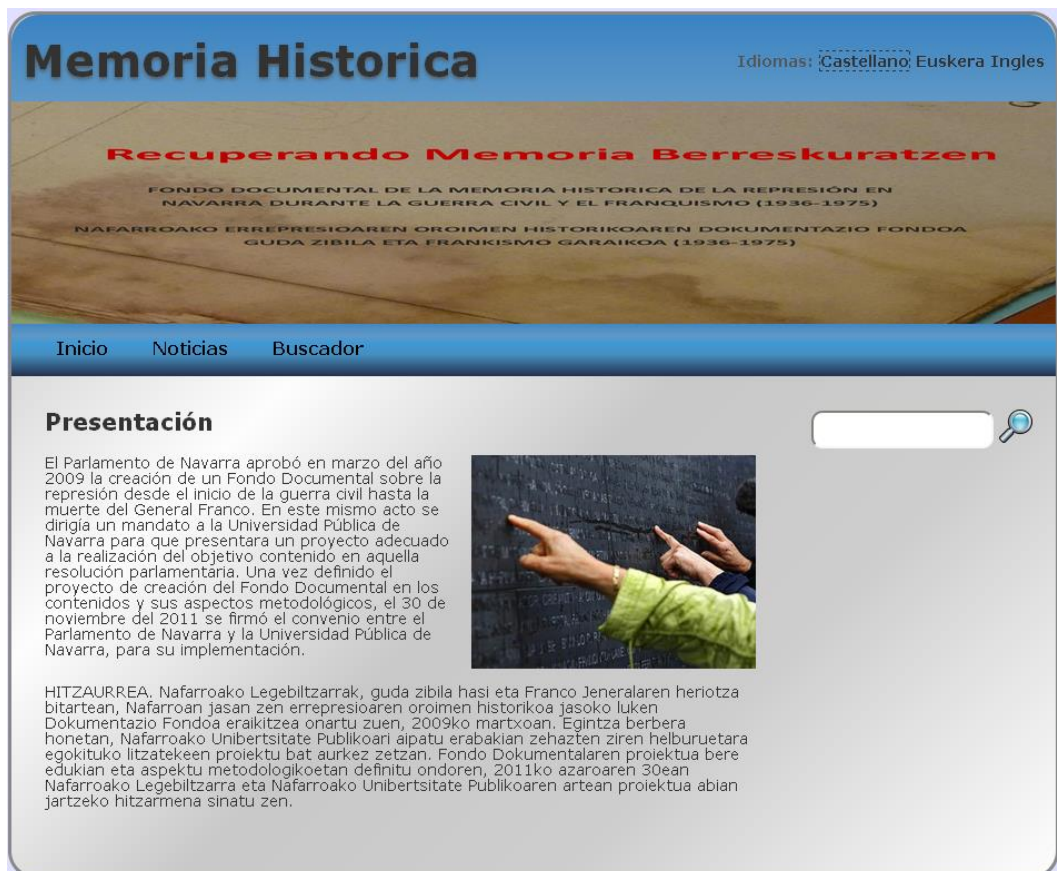 Memoria Historica
Idiomas: Castellano Euskera Ingles
Recuperando Memoria Berreskuratzen
FONDO DOCUMENTAL DE LA MEMORIA HISTORICA DE LA REPRESIÓN EN
NAVARRA DURANTE LA GUERRA CIVIL Y EL FRANQUISMO (1936-1975)
NAFARROAKO ERREPRESIOAREN OROIMEN HISTORIKOAREN DOKUMENTAZIO FONDOA
GUDA ZIBILA ETA FRANKISMO GARAIKOA (1936-1975)
Inicio Noticias Buscador
Presentación
El Parlamento de Navarra aprobó en marzo del año
2009 la creación de un Fondo Documental sobre la
represión desde el inicio de la guerra civil hasta la
muerte del General Franco. En este mismo acto se
dirigía un mandato a la Universidad Pública de
Navarra para que presentara un proyecto adecuado
a la realización del objetivo contenido en aquella
resolución parlamentaria. Una vez definido el
proyecto de creación del Fondo Documental en los
contenidos y sus aspectos metodológicos, el 30 de
noviembre del 2011 se firmó el convenio entre el
Parlamento de Navarra y la Universidad Pública de
Navarra, para su implementación.
HITZAURREA. Nafarroako Legebiltzarrak, guda zibila hasi eta Franco Jeneralaren heriotza
bitartean, Nafarroan jasan zen errepresioaren oroimen historikoa jasoko luken
Dokumentazio Fondoa eraikitzea onartu zuen, 2009ko martxoan. Egintza berbera
honetan, Nafarroako Unibertsitate Publikoari aipatu erabakian zehazten ziren helburuetara
egokituko litzatekeen proiektu bat aurkez zetzan. Fondo Dokumentalaren proiektua bere
edukian eta aspektu metodologikoetan definitu ondoren, 2011ko azaroaren 30ean
Nafarroako Legebiltzarra eta Nafarroako Unibertsitate Publikoaren artean proiektua abian
jartzeko hitzarmena sinatu zen.